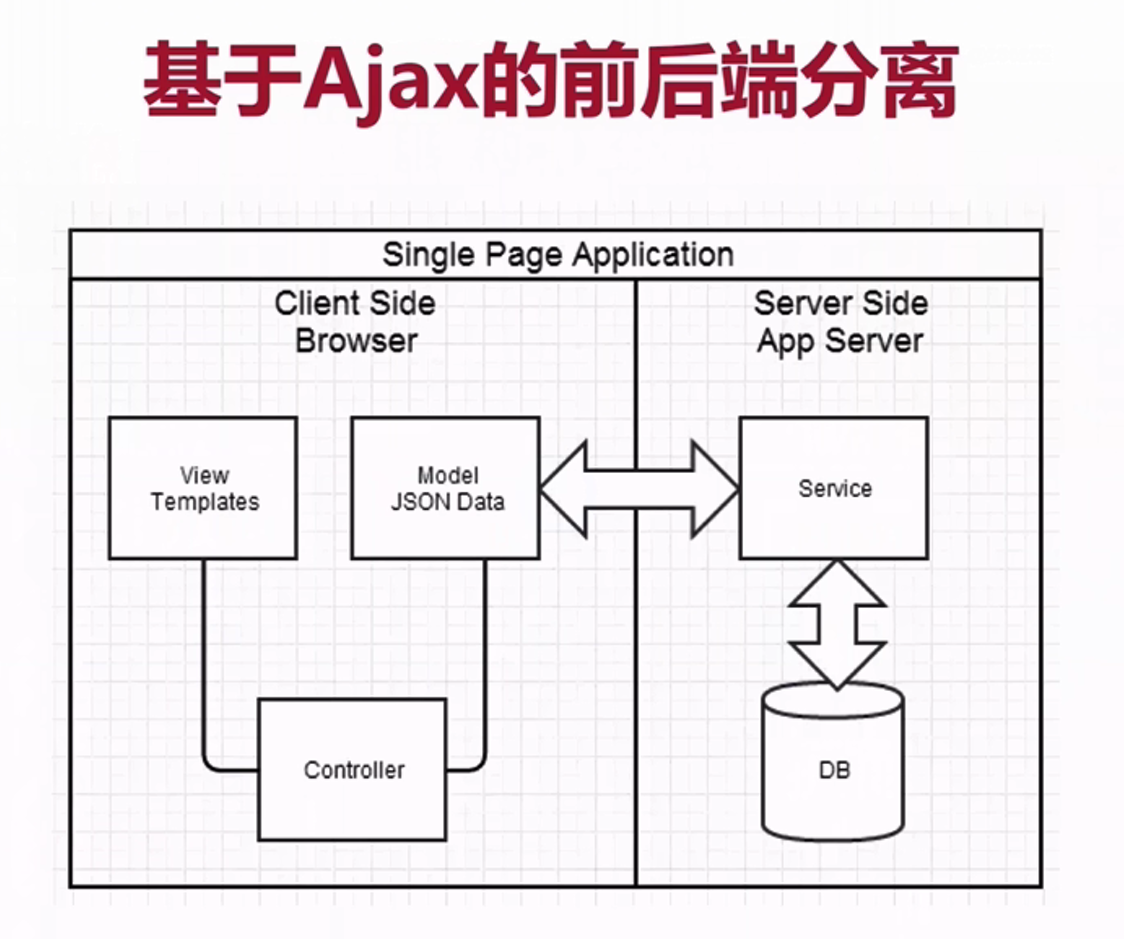 基于Ajax的前后端分离
Single Page Application
Client Side
Browser
Server Side
App Server
View
Templates
Model
JSON Data
Service
Controller
DB